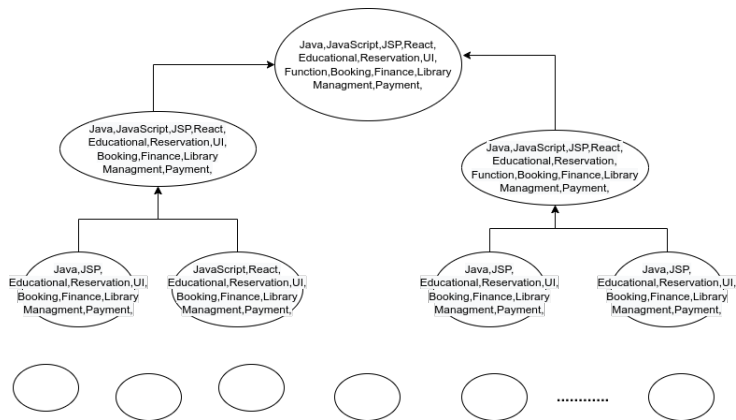 Java,JavaScript,JSP,React,
Educational,Reservation,UI,
Function,Booking,Finance,Library
Managment,Payment,
Java,JavaScript,JSP,React,
Educational,Reservation,UI,
Booking,Finance,Library
Managment,Payment,
Java,JavaScript,JSP,React,
Educational,Reservation,
Function,Booking,Finance,Library
Managment,Payment,
Java,JSP,
Educational,Reservation,UI,
Booking,Finance,Library
Managment,Payment,
JavaScript,React,
Educational,Reservation,UI,
Booking,Finance,Library
Managment,Payment,
Java,JSP,
Educational,Reservation,UI,
Booking,Finance,Library
Managment,Payment,
Java,JSP,
Educational,Reservation,UI,
Booking,Finance,Library
Managment,Payment,